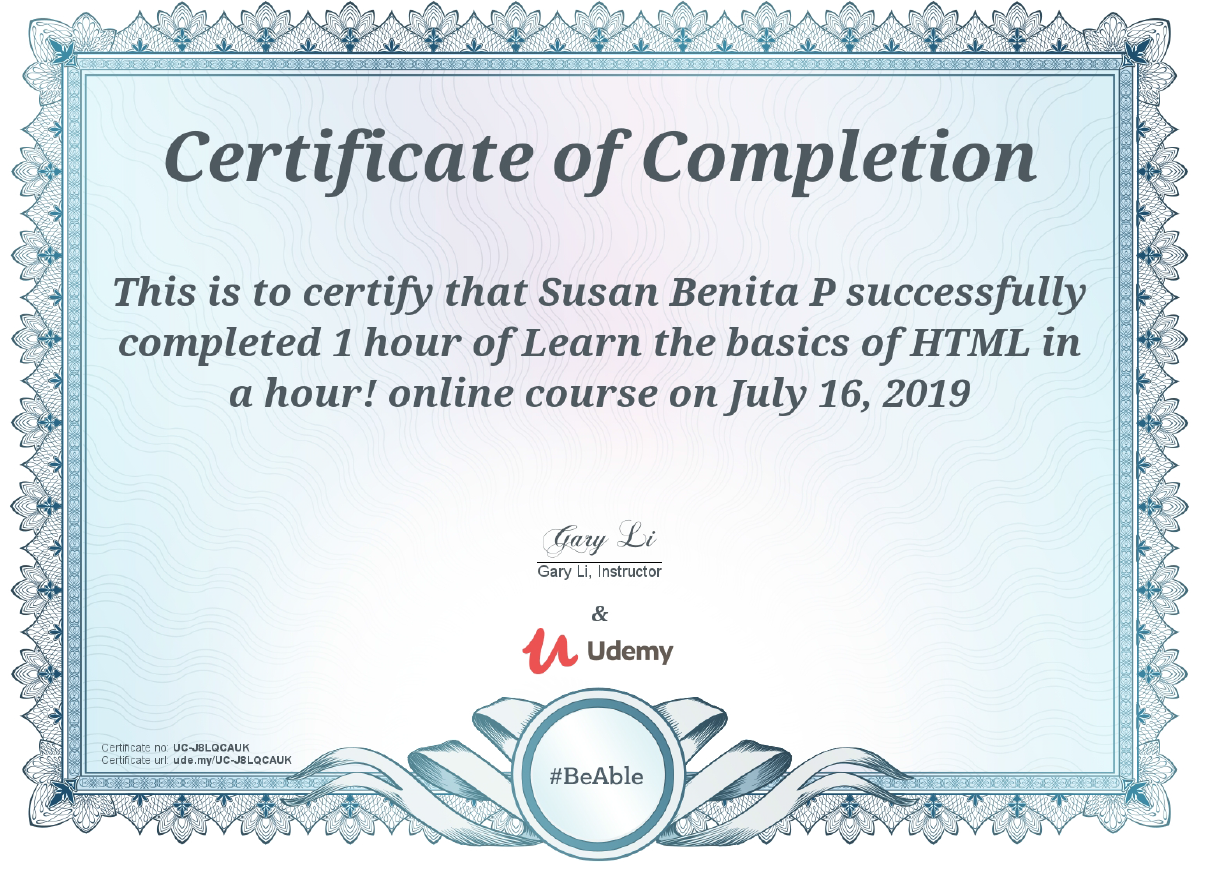 Certificate of Completion
This is to certify that Susan Benita P successfully
completed 1 hour of Learn the basics of HTML in
a hour! online course on July 16, 2019
Gary Li
Gary Li, Instructor
&
Udemy
Certificate no: UC-J8LQCAUK
Certificate url: ude.my/UC-J8LQCAUK
#BeAble